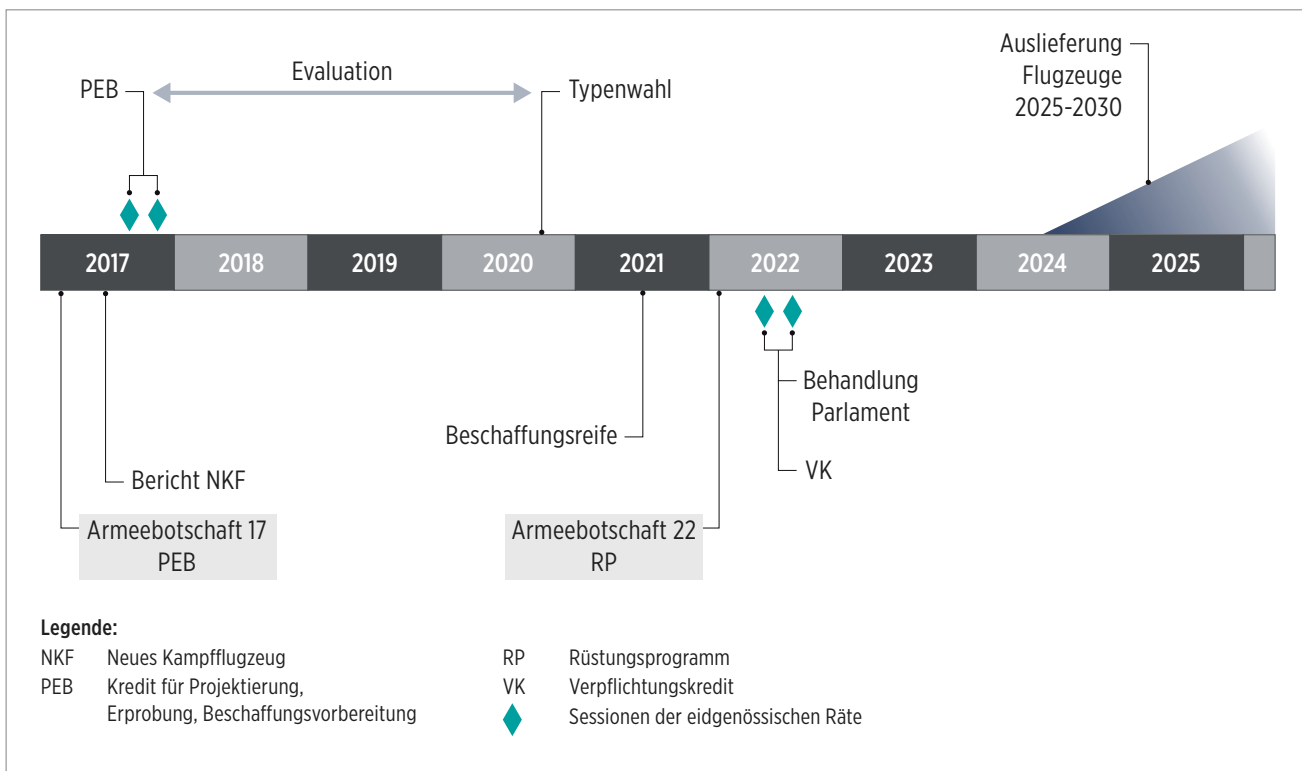 Auslieferung
Flugzeuge
2025-2030
Evaluation
PEB
Typenwahl
2017 2018 2019 2020 2021 2022 2023 2024 2025
Behandlung
Parlament
Beschaffungsreife
VK
Bericht NKF
Armeebotschaft 17
PEB
Armeebotschaft 22
RP
Legende:
NKF Neues Kampfflugzeug
PEB Kredit für Projektierung,
Erprobung, Beschaffungsvorbereitung
RP Rüstungsprogramm
VK Verpflichtungskredit
Sessionen der eidgenössischen Räte